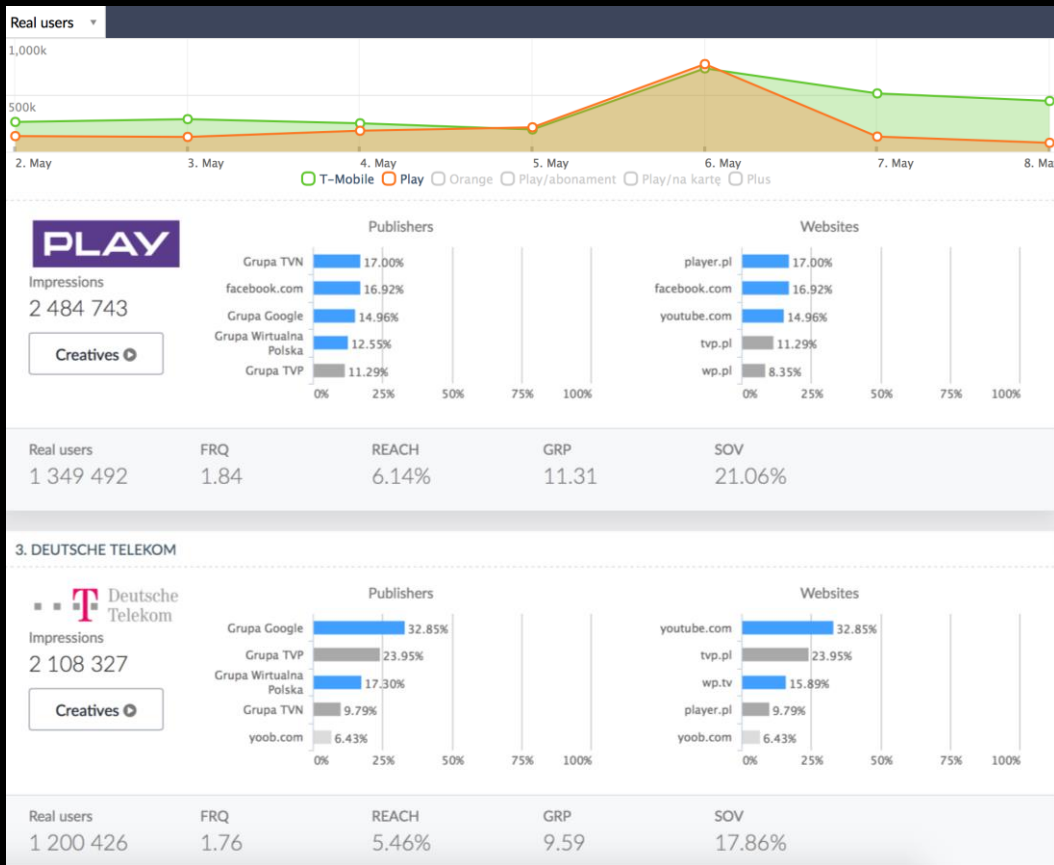 Real users
1,000k
500k
2. May 3. May 4. May 5. May 6. May 7. May 8. Ma
T-Mobile Play Orange Play/abonament Play/na kartę Plus
PLAY
Impressions
2 484 743
Creatives
Publishers
Grupa TVN 17.00%
facebook.com 16.92%
Grupa Google 14.96%
Grupa Wirtualna
Polska 12.55%
Grupa TVP 11.29%
0% 25% 50% 75% 100%
Websites
player.pl 17.00%
facebook.com 16.92%
youtube.com 14.96%
tvp.pl 11.29%
wp.pl 8.35%
0% 25% 50% 75% 100%
Real users FRQ REACH GRP SOV
1 349 492 1.84 6.14% 11.31 21.06%
3. DEUTSCHE TELEKOM
T Deutsche
Telekom
Impressions
2 108 327
Creatives
Publishers
Grupa Google 32.85%
Grupa TVP 23.95%
Grupa Wirtualna
Polska 17.30%
Grupa TVN 9.79%
yoob.com 6.43%
0% 25% 50% 75% 100%
Websites
youtube.com 32.85%
tvp.pl 23.95%
wp.tv 15.89%
player.pl 9.79%
yoob.com 6.43%
0% 25% 50% 75% 100%
Real users FRQ REACH GRP SOV
1 200 426 1.76 5.46% 9.59 17.86%